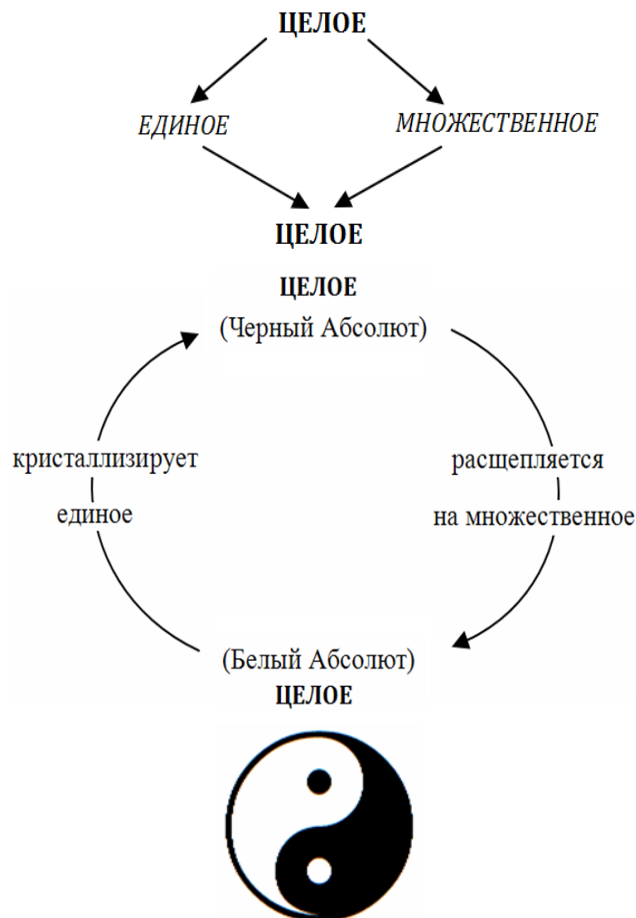 ЦЕЛОЕ
ЕДИНОЕ
МНОЖЕСТВЕННОЕ
ЦЕЛОЕ
ЦЕЛОЕ
(Черный Абсолют)
кристаллизирует
единое
расщепляется
на множественное
(Белый Абсолют)
ЦЕЛОЕ